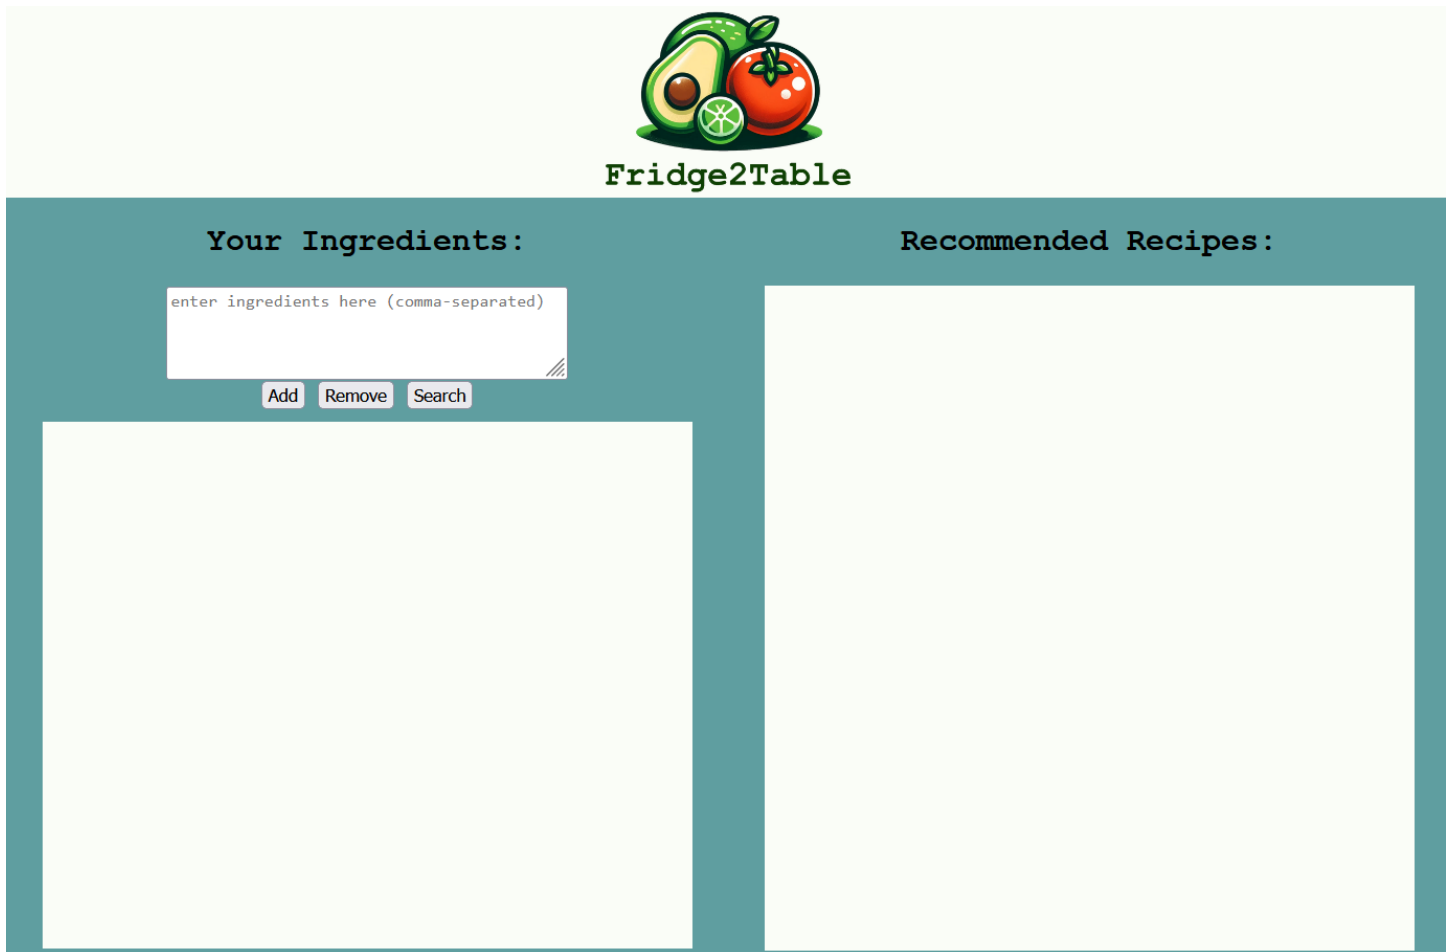 Fridge2Table
Your Ingredients:
enter ingredients here (comma-separated)
Add Remove Search
Recommended Recipes: